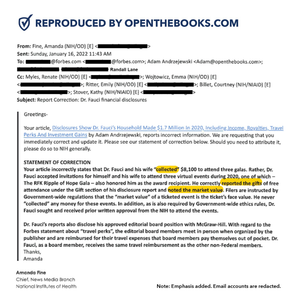 REPRODUCED BY OPENTHEBOOKS.COM
From: Fine, Amanda (NIH/OD) [E] <
Sent: Sunday, January 16, 2022 11:43 AM
To: @forbes.com; @forbes.com> Adam Andrzejewski <Adam@openthebooks.com>;
Randall Lane
Cc: Myles, Renate (NIH/OD) [E] < >; Wojtowicz, Emma (NIH/OD)
[E] < >, Ritter, Emily (NIH/OD) [E] < >; Billet, Courtney (NIH/NIAID) [E]
< >; Stover, Kathy (NIH/NIAID) [E] < >
Subject: Report Correction: Dr. Fauci financial disclosures
Greetings-
Your article, Disclosures Show Dr. Fauci's Household Made $1.7 Million in 2020, Including Income, Royalties, Travel
Perks And Investment Gains by Adam Andrzejewski, reports incorrect information. We are requesting that you
immediately correct and update it. Please see our statement of correction below. Should you need to attribute it,
please do so to NIH generally.
STATEMENT OF CORRECTION
Your article incorrectly states that Dr. Fauci and his wife "collected" $8,100 to attend three galas. Rather, Dr.
Fauci accepted invitations for himself and his wife to attend three virtual events during 2020, one of which –
The RFK Ripple of Hope Gala – also honored him as the award recipient. He correctly reported the gifts of free
attendance under the Gift section of his disclosure report and noted the market value. Filers are instructed by
Government-wide regulations that the "market value" of a ticketed event is the ticket's face value. He never
"collected" any money for these events. In addition, as is also required by Government-wide ethics rules, Dr.
Fauci sought and received prior written approval from the NIH to attend the events.
Dr. Fauci's reports also disclose his approved editorial board position with McGraw-Hill. With regard to the
Forbes statement about "travel perks", the editorial board members meet in person when organized by the
publisher and are reimbursed for their travel expenses that board members pay themselves out of pocket. Dr.
Fauci, as a board member, receives the same travel reimbursement as the other non-federal members.
Thanks,
Amanda
Amanda Fine
Chief, News Media Branch
National Institutes of Health
Note: Emphasis added. Email accounts are redacted.